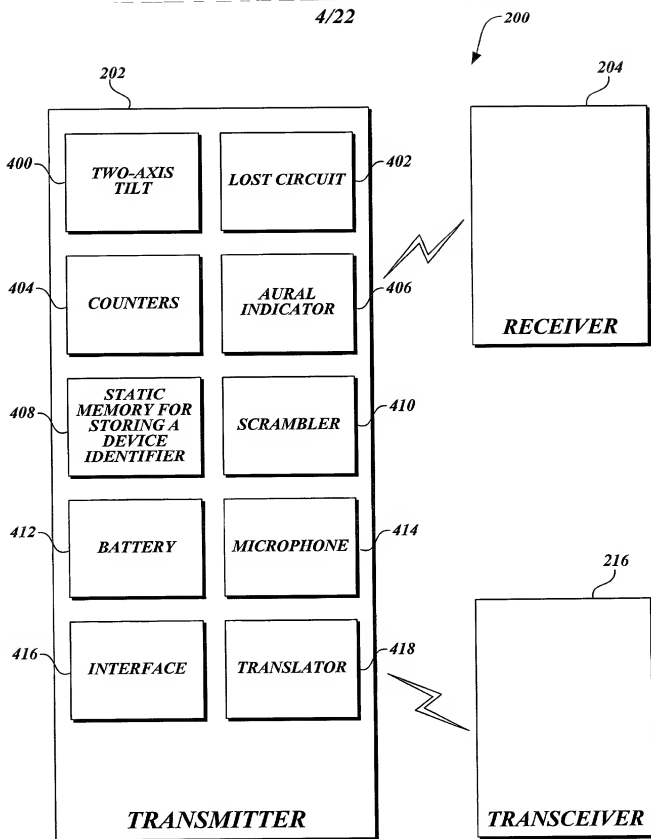 4/22
200
202
204
400
TWO-AXIS
TILT
LOST CIRCUIT
402
404
COUNTERS
AURAL
INDICATOR
406
RECEIVER
408
STATIC
MEMORY FOR
STORING A
DEVICE
IDENTIFIER
SCRAMBLER
410
412
BATTERY
MICROPHONE
414
216
416
INTERFACE
TRANSLATOR
418
TRANSMITTER
TRANSCEIVER